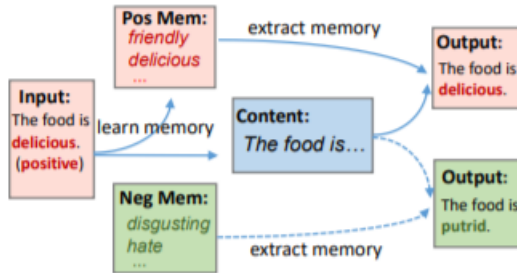 Pos Mem:
friendly
delicious
...
extract memory
Output:
The food is
delicious.
Input:
The food is
delicious.
(positive)
learn memory
Content:
The food is...
Neg Mem:
disgusting
hate
...
extract memory
Output:
The food is
putrid.